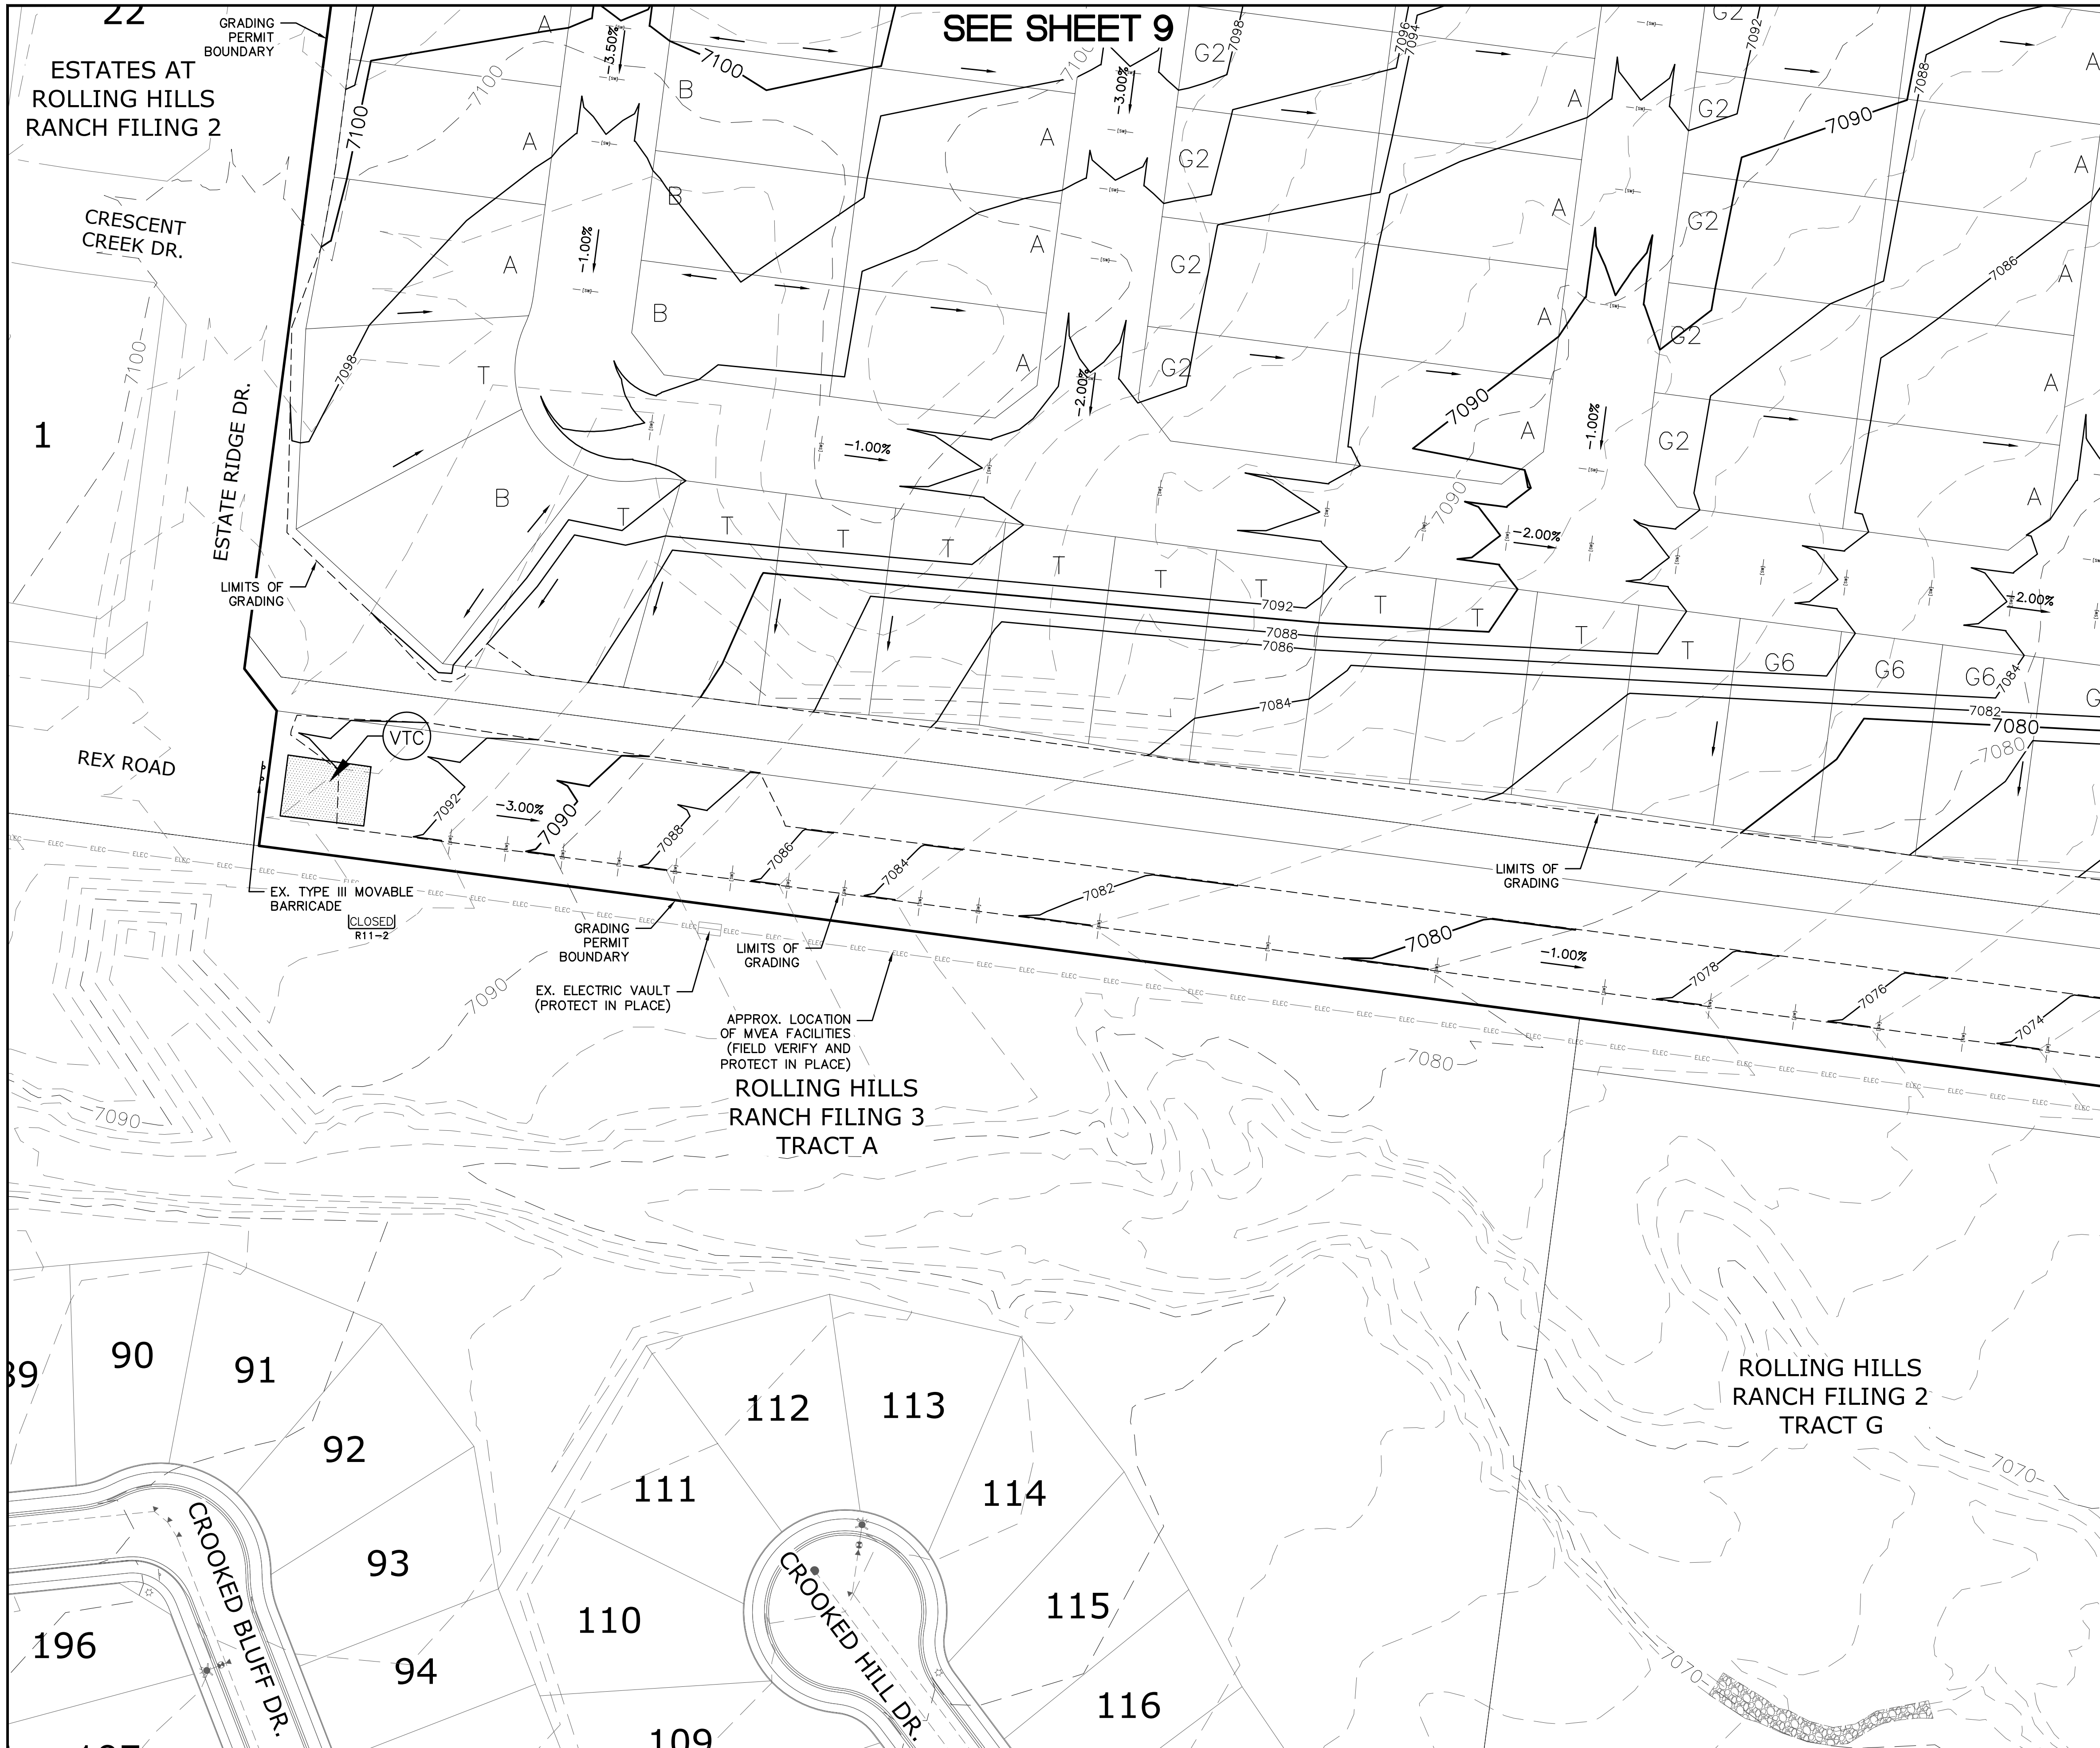 22
GRADING
PERMIT
BOUNDARY
SEE SHEET 9
ESTATES AT
ROLLING HILLS
RANCH FILING 2
CRESCENT
CREEK DR.
1
ESTATE RIDGE DR.
REX ROAD
7100
7100
7100
7100
7100
7098
7098
7096
7094
7092
7090
7088
7086
7090
7090
-3.50%
-3.00%
-1.00%
-2.00%
-1.00%
-1.00%
-2.00%
-2.00%
A
B
G2
A
G2
A
A
B
A
G2
A
G2
A
A
B
A
G2
A
G2
A
T
A
G2
A
G2
A
B
T
T
T
T
T
T
T
T
T
T
T
G6
G6
G6
LIMITS OF
GRADING
7092
7088
7086
7084
7084
7082
7080
7080
VTC
7092
-3.00%
7090
7088
7086
7084
7082
7080
-1.00%
7078
7076
7074
LIMITS OF
GRADING
ELEC
EX. TYPE III MOVABLE
BARRICADE
CLOSED
R11-2
GRADING
PERMIT
BOUNDARY
LIMITS OF
GRADING
EX. ELECTRIC VAULT
(PROTECT IN PLACE)
APPROX. LOCATION
OF MVEA FACILITIES
(FIELD VERIFY AND
PROTECT IN PLACE)
ROLLING HILLS
RANCH FILING 3
TRACT A
7090
7090
7080
ROLLING HILLS
RANCH FILING 2
TRACT G
7070
7070
90
91
92
93
94
196
109
110
111
112
113
114
115
116
CROOKED BLUFF DR.
CROOKED HILL DR.